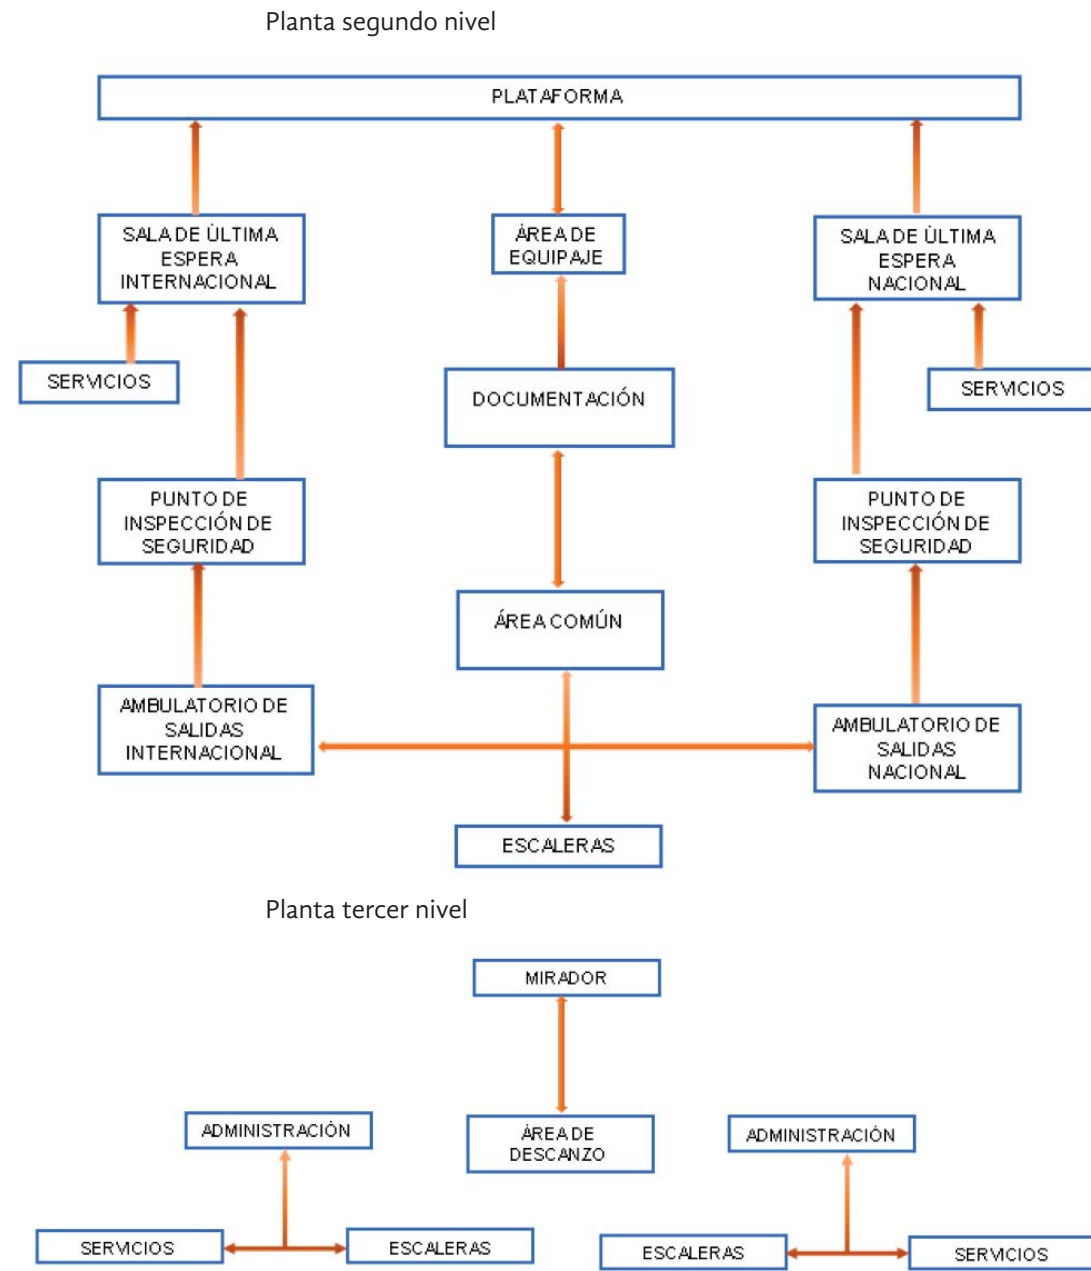 Planta segundo nivel
PLATAFORMA
SALA DE ÚLTIMA
ESPERA
INTERNACIONAL
ÁREA DE
EQUIPAJE
SALA DE ÚLTIMA
ESPERA
NACIONAL
SERVICIOS
DOCUMENTACIÓN
SERVICIOS
PUNTO DE
INSPECCIÓN DE
SEGURIDAD
PUNTO DE
INSPECCIÓN DE
SEGURIDAD
ÁREA COMÚN
AMBULATORIO DE
SALIDAS
INTERNACIONAL
AMBULATORIO DE
SALIDAS
NACIONAL
ESCALERAS
Planta tercer nivel
MIRADOR
ADMINISTRACIÓN
ÁREA DE
DESCANZO
ADMINISTRACIÓN
SERVICIOS
ESCALERAS
ESCALERAS
SERVICIOS